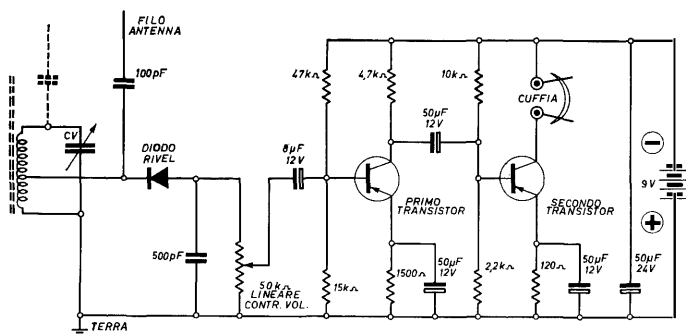 FILO
ANTENNA
100pF
CV
DIODO
RIVEL
500pF
50kΩ
LINEARE
CONTR. VOL.
TERRA
8µF
12V
47kΩ
15kΩ
4,7kΩ
PRIMO
TRANSISTOR
1500Ω
50µF
12V
50µF
12V
10kΩ
2,2kΩ
CUFFIA
SECONDO
TRANSISTOR
120Ω
50µF
12V
50µF
24V
−
9V
+